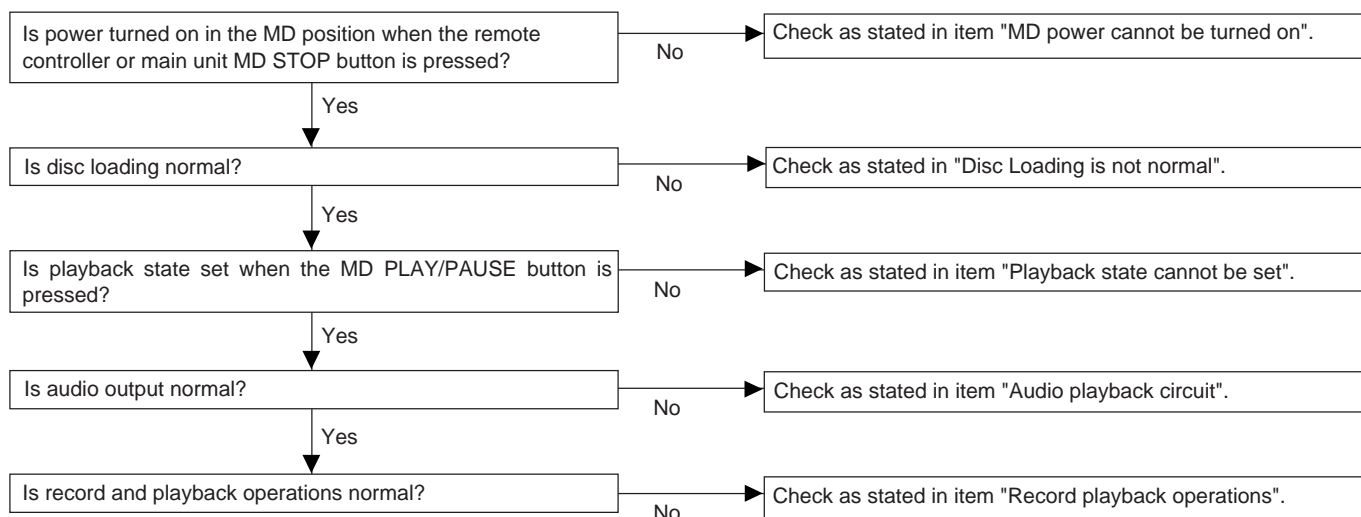 Is power turned on in the MD position when the remote
controller or main unit MD STOP button is pressed?
No
Check as stated in item "MD power cannot be turned on".
Yes
Is disc loading normal?
No
Check as stated in "Disc Loading is not normal".
Yes
Is playback state set when the MD PLAY/PAUSE button is
pressed?
No
Check as stated in item "Playback state cannot be set".
Yes
Is audio output normal?
No
Check as stated in item "Audio playback circuit".
Yes
Is record and playback operations normal?
No
Check as stated in item "Record playback operations".